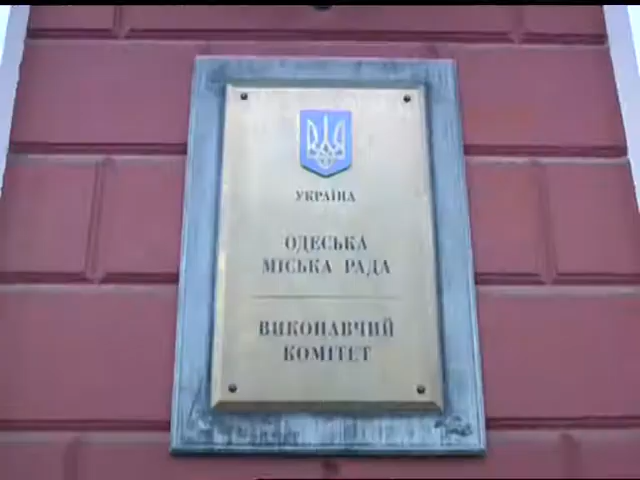 УКРАЇНА
ОДЕСЬКА
МІСЬКА РАДА
ВИКОНАВЧИЙ
КОМІТЕТ